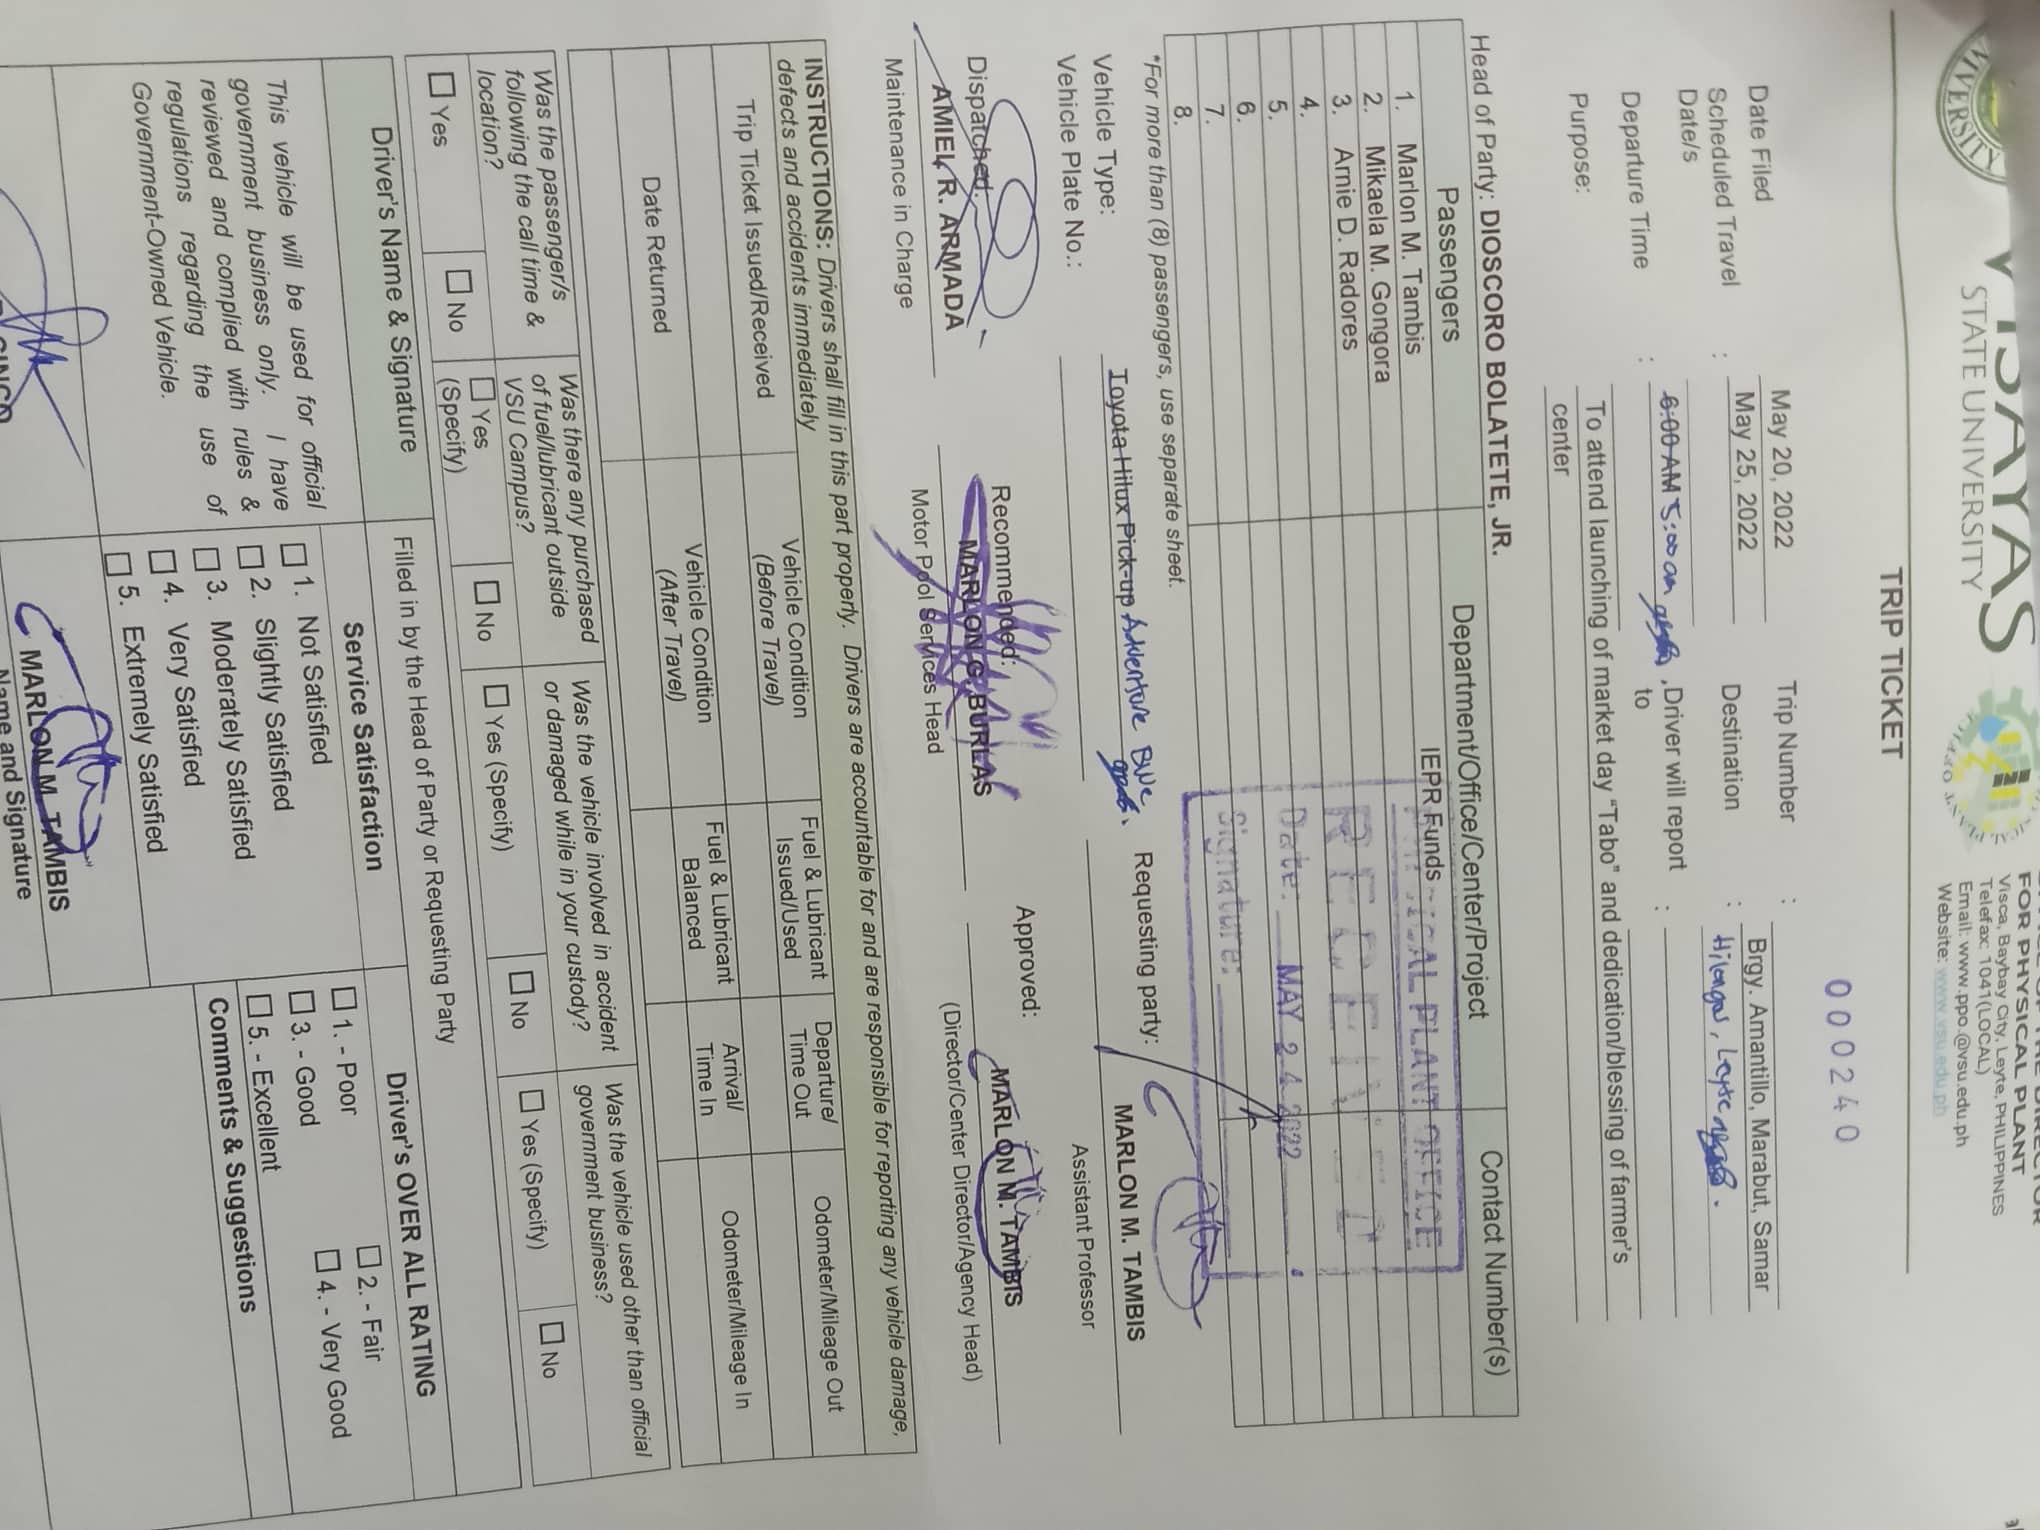 VISAYAS
STATE UNIVERSITY
UNIVERSITY
FOR PHYSICAL PLANT
Visca, Baybay City, Leyte, PHILIPPINES
Telefax: 1041(LOCAL)
Email: www.ppo.@vsu.edu.ph
Website: www.vsu.edu.ph
TRIP TICKET
000240
Date Filed May 20, 2022 Trip Number :
Scheduled Travel Date/s : May 25, 2022 Destination : Brgy. Amantillo, Marabut, Samar
Hilongos, Leyte
Departure Time : 6:00 AM 5:00 am , Driver will report to :
Purpose: To attend launching of market day "Tabo" and dedication/blessing of farmer's
center
Head of Party: DIOSCORO BOLATETE, JR.
Passengers Department/Office/Center/Project Contact Number(s)
1. Marlon M. Tambis IEPR Funds
2. Mikaela M. Gongora
3. Arnie D. Radores
4.
5.
6.
7.
8.
PHYSICAL PLANT OFFICE
RECEIVED
Date: MAY 24 2022
Signature:
*For more than (8) passengers, use separate sheet.
Vehicle Type: Toyota Hilux Pick-up Adventure Blue Requesting party:
Vehicle Plate No.:
MARLON M. TAMBIS
Assistant Professor
Dispatched: Recommended: Approved:
AMIEL R. ARMADA MARLON G. BURLAS MARLON M. TAMBIS
Maintenance in Charge Motor Pool Services Head (Director/Center Director/Agency Head)
INSTRUCTIONS: Drivers shall fill in this part properly. Drivers are accountable for and are responsible for reporting any vehicle damage,
defects and accidents immediately
Trip Ticket Issued/Received Vehicle Condition (Before Travel) Fuel & Lubricant Issued/Used Departure/ Time Out Odometer/Mileage Out
Date Returned Vehicle Condition (After Travel) Fuel & Lubricant Balanced Arrival/ Time In Odometer/Mileage In
Was the passenger/s following the call time & location?
Was there any purchased of fuel/lubricant outside VSU Campus?
Was the vehicle involved in accident or damaged while in your custody?
Was the vehicle used other than official government business?
Yes No Yes (Specify) No Yes (Specify) No Yes (Specify) No
Driver's Name & Signature Filled in by the Head of Party or Requesting Party
Service Satisfaction Driver's OVER ALL RATING
This vehicle will be used for official
government business only. I have
reviewed and complied with rules &
regulations regarding the use of
Government-Owned Vehicle.
1. Not Satisfied
2. Slightly Satisfied
3. Moderately Satisfied
4. Very Satisfied
5. Extremely Satisfied
1. - Poor 2. - Fair
3. - Good 4. - Very Good
5. - Excellent
Comments & Suggestions
MARLON M. TAMBIS
Name and Signature